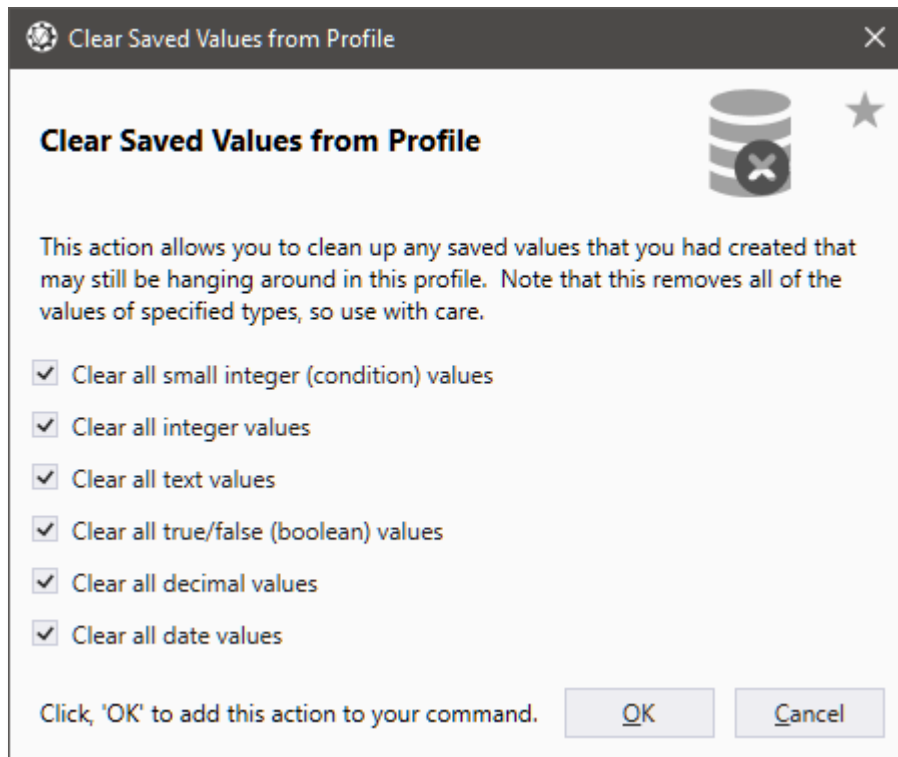 Clear Saved Values from Profile
Clear Saved Values from Profile
This action allows you to clean up any saved values that you had created that
may still be hanging around in this profile.  Note that this removes all of the
values of specified types, so use with care.
Clear all small integer (condition) values
Clear all integer values
Clear all text values
Clear all true/false (boolean) values
Clear all decimal values
Clear all date values
Click, 'OK' to add this action to your command. OK Cancel